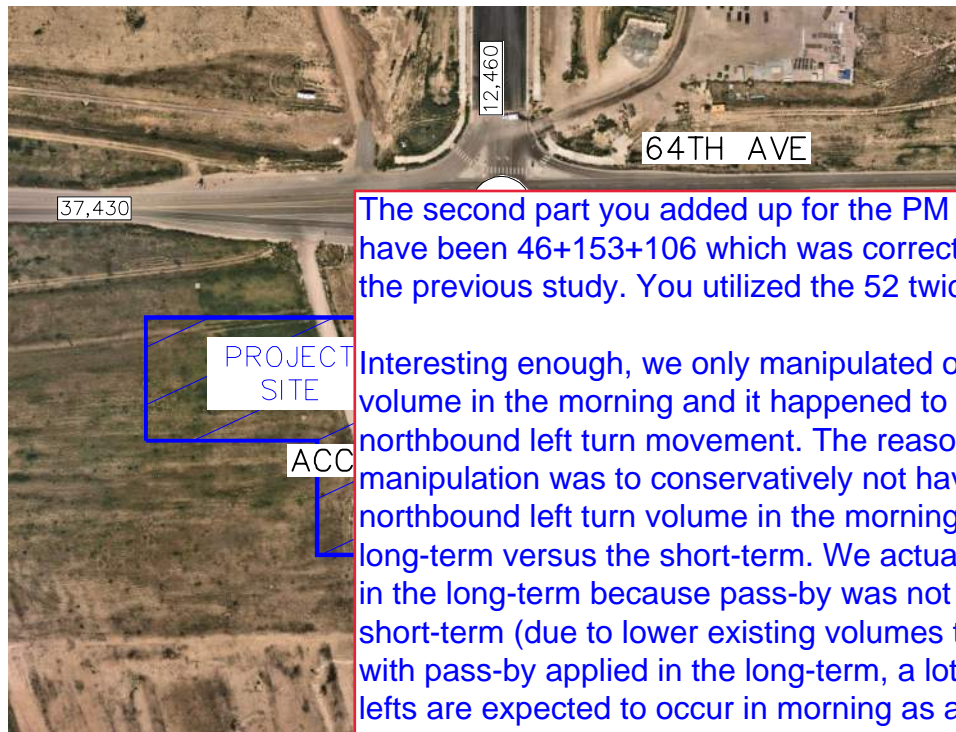 12,460
64TH AVE
37,430
The second part you added up for the PM
have been 46+153+106 which was correct
the previous study. You utilized the 52
PROJECT
SITE
Interesting enough, we only manipulated
volume in the morning and it happened to
northbound left turn movement. The
manipulation was to conservatively not
northbound left turn volume in the morning
long-term versus the short-term. We
in the long-term because pass-by was not
short-term (due to lower existing volumes
with pass-by applied in the long-term, a lot
lefts are expected to occur in morning as